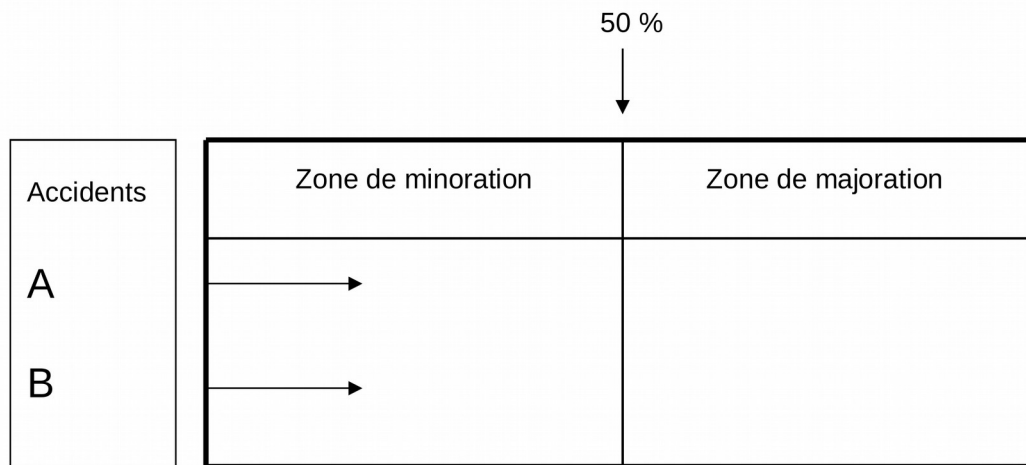 50 %
Accidents
Zone de minoration
Zone de majoration
A
B